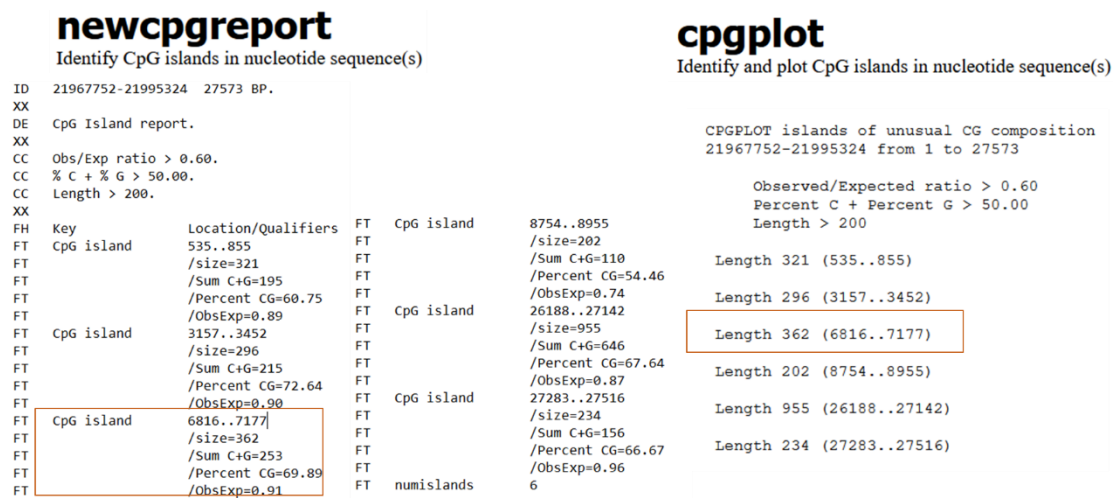 newcpgreport
Identify CpG islands in nucleotide sequence(s)
ID 21967752-21995324 27573 BP.
XX
DE CpG Island report.
XX
CC Obs/Exp ratio > 0.60.
CC % C + % G > 50.00.
CC Length > 200.
XX
FH Key Location/Qualifiers
FT CpG island 535..855
FT /size=321
FT /Sum C+G=195
FT /Percent CG=60.75
FT /ObsExp=0.89
FT CpG island 3157..3452
FT /size=296
FT /Sum C+G=215
FT /Percent CG=72.64
FT /ObsExp=0.90
FT CpG island 6816..7177
FT /size=362
FT /Sum C+G=253
FT /Percent CG=69.89
FT /ObsExp=0.91
FT CpG island 8754..8955
FT /size=202
FT /Sum C+G=110
FT /Percent CG=54.46
FT /ObsExp=0.74
FT CpG island 26188..27142
FT /size=955
FT /Sum C+G=646
FT /Percent CG=67.64
FT /ObsExp=0.87
FT CpG island 27283..27516
FT /size=234
FT /Sum C+G=156
FT /Percent CG=66.67
FT /ObsExp=0.96
FT numislands 6
cpgplot
Identify and plot CpG islands in nucleotide sequence(s)
CPGPLOT islands of unusual CG composition
21967752-21995324 from 1 to 27573
Observed/Expected ratio > 0.60
Percent C + Percent G > 50.00
Length > 200
Length 321 (535..855)
Length 296 (3157..3452)
Length 362 (6816..7177)
Length 202 (8754..8955)
Length 955 (26188..27142)
Length 234 (27283..27516)